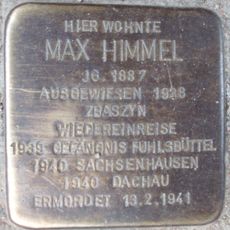 HIER WOHNTE
MAX HIMMEL
JG. 1887
AUSGEWIESEN 1938
ZBASZYN
WIEDEREINREISE
1939 GEFÄNGNIS FUHLSBÜTTEL
1940 SACHSENHAUSEN
1940 DACHAU
ERMORDET 13.2.1941